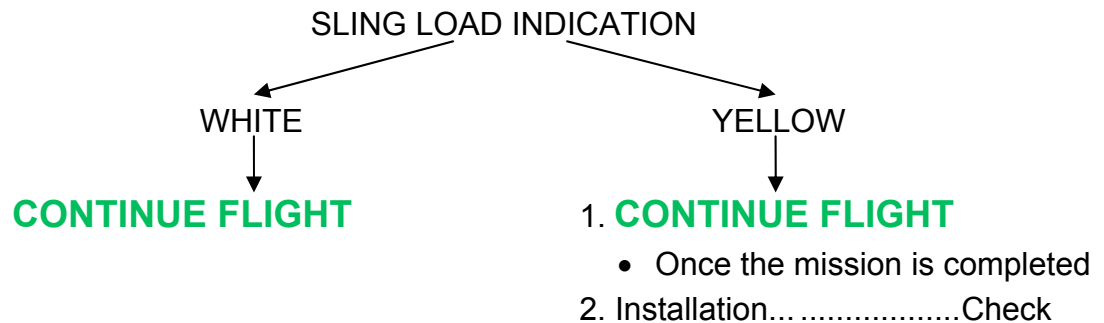 SLING LOAD INDICATION
WHITE
YELLOW
CONTINUE FLIGHT
1. CONTINUE FLIGHT
• Once the mission is completed
2. Installation... ..................Check